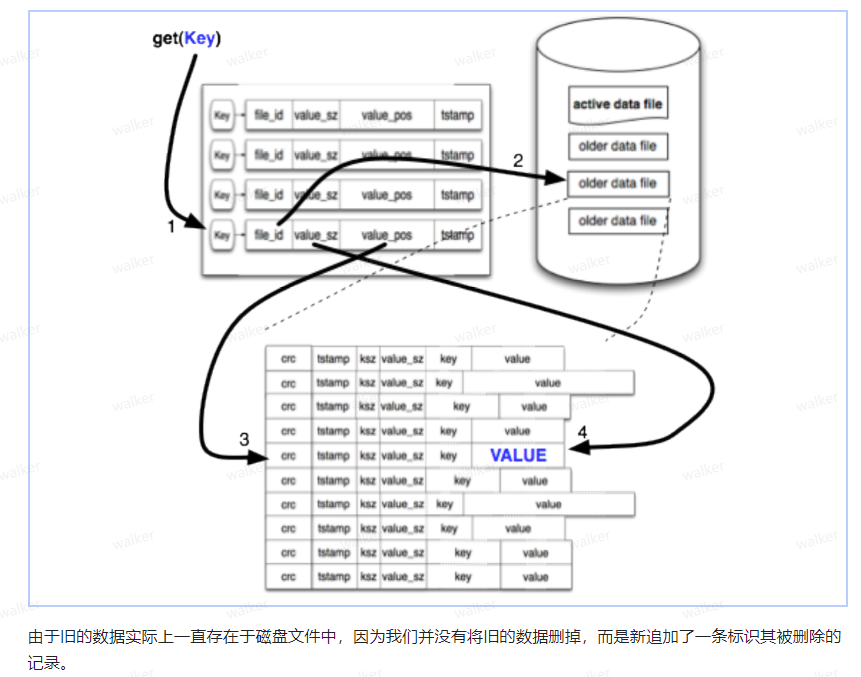 get(Key)
Key file_id value_sz value_pos tstamp
Key file_id value_sz value_pos tstamp
Key file_id value_sz value_pos tstamp
Key file_id value_sz value_pos tstamp
1
2
active data file
older data file
older data file
older data file
3
4
crc tstamp ksz value_sz key value
crc tstamp ksz value_sz key value
crc tstamp ksz value_sz key value
crc tstamp ksz value_sz key value
crc tstamp ksz value_sz key VALUE
crc tstamp ksz value_sz key value
crc tstamp ksz value_sz key value
crc tstamp ksz value_sz key value
crc tstamp ksz value_sz key value
crc tstamp ksz value_sz key value
由于旧的数据实际上一直存在于磁盘文件中，因为我们并没有将旧的数据删掉，而是新追加了一条标识其被删除的
记录。
walker